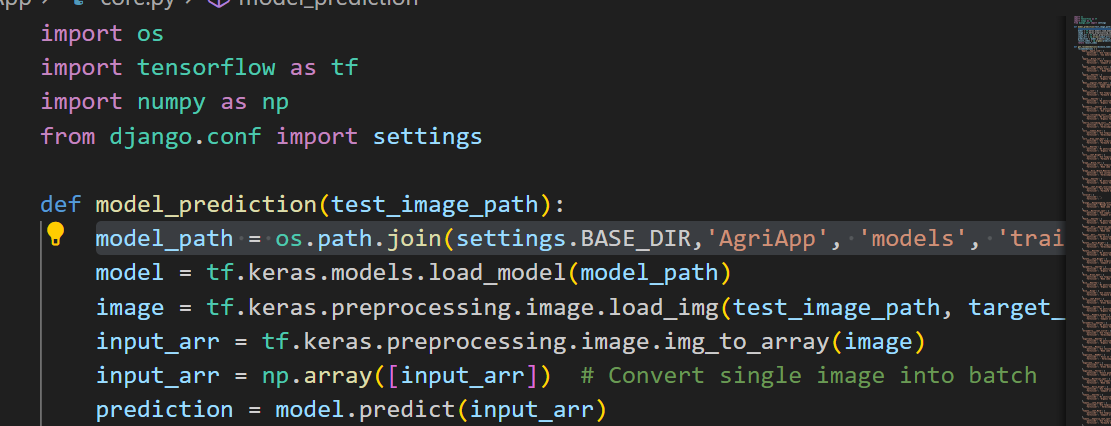 core.py > model_prediction
import os
import tensorflow as tf
import numpy as np
from django.conf import settings
def model_prediction(test_image_path):
model_path = os.path.join(settings.BASE_DIR,'AgriApp', 'models', 'trai
model = tf.keras.models.load_model(model_path)
image = tf.keras.preprocessing.image.load_img(test_image_path, target_
input_arr = tf.keras.preprocessing.image.img_to_array(image)
input_arr = np.array([input_arr])  # Convert single image into batch
prediction = model.predict(input_arr)